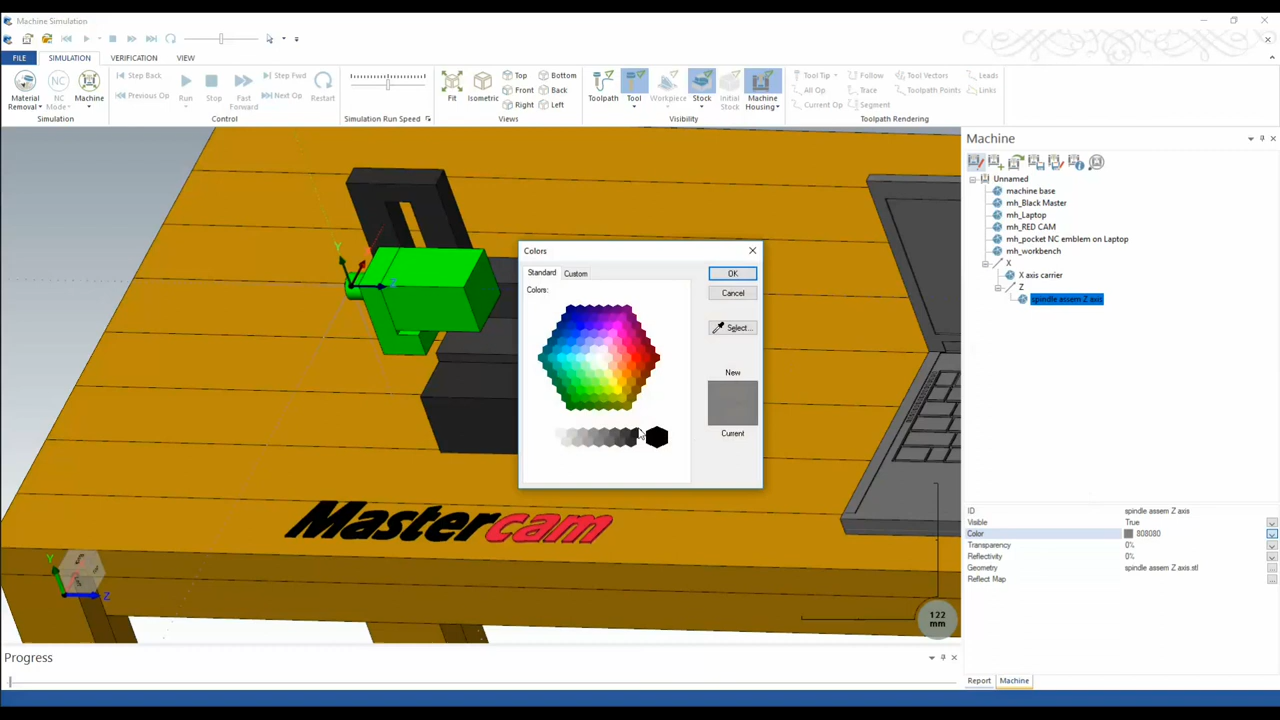 Machine Simulation
FILE
SIMULATION
VERIFICATION
VIEW
Material Removal
NC Mode
Machine
Simulation
Step Back
Previous Op
Run
Stop
Fast Forward
Step Fwd
Next Op
Restart
Control
Simulation Run Speed
Fit
Isometric
Top
Front
Right
Bottom
Back
Left
Views
Toolpath
Tool
Workpiece
Stock
Initial Stock
Machine Housing
Visibility
Tool Tip
All Op
Current Op
Follow
Trace
Segment
Tool Vectors
Toolpath Points
Leads
Links
Toolpath Rendering
Machine
Unnamed
machine base
mh_Black Master
mh_Laptop
mh_RED CAM
mh_pocket NC emblem on Laptop
mh_workbench
X
X axis carrier
Z
spindle assem Z axis
Y
Z
Colors
Standard
Custom
Colors:
OK
Cancel
Select...
New
Current
Mastercam
Y
Z
122
mm
ID spindle assem Z axis
Visible True
Color 808080
Transparency 0%
Reflectivity 0%
Geometry spindle assem Z axis.stl
Reflect Map
Progress
Report
Machine